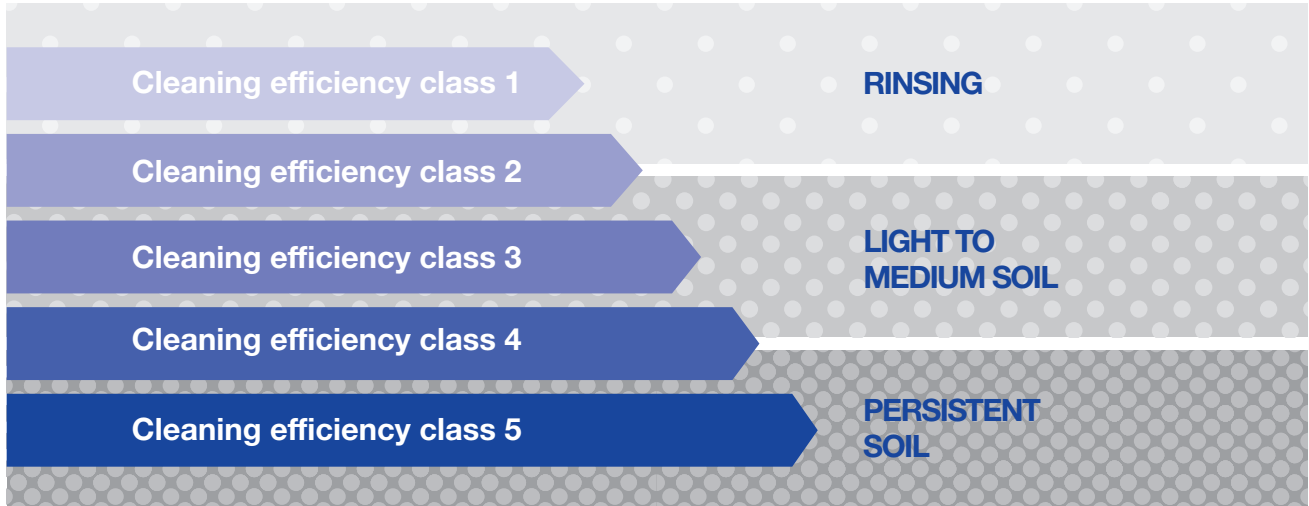 Cleaning efficiency class 1
RINSING
Cleaning efficiency class 2
Cleaning efficiency class 3
LIGHT TO
MEDIUM SOIL
Cleaning efficiency class 4
Cleaning efficiency class 5
PERSISTENT
SOIL